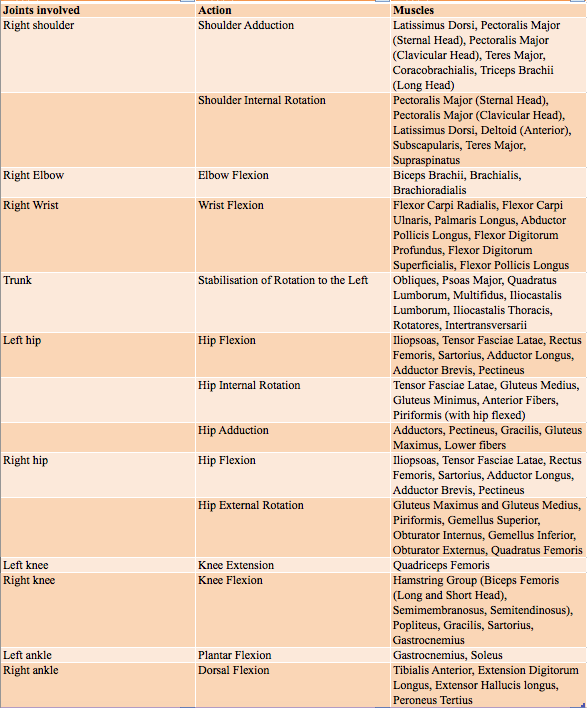 Joints involved Action Muscles
Right shoulder Shoulder Adduction Latissimus Dorsi, Pectoralis Major
(Sternal Head), Pectoralis Major
(Clavicular Head), Teres Major,
Coracobrachialis, Triceps Brachii
(Long Head)
Shoulder Internal Rotation Pectoralis Major (Sternal Head),
Pectoralis Major (Clavicular Head),
Latissimus Dorsi, Deltoid (Anterior),
Subscapularis, Teres Major,
Supraspinatus
Right Elbow Elbow Flexion Biceps Brachii, Brachialis,
Brachioradialis
Right Wrist Wrist Flexion Flexor Carpi Radialis, Flexor Carpi
Ulnaris, Palmaris Longus, Abductor
Pollicis Longus, Flexor Digitorum
Profundus, Flexor Digitorum
Superficialis, Flexor Pollicis Longus
Trunk Stabilisation of Rotation to the Left Obliques, Psoas Major, Quadratus
Lumborum, Multifidus, Iliocastalis
Lumborum, Iliocastalis Thoracis,
Rotatores, Intertransversarii
Left hip Hip Flexion Iliopsoas, Tensor Fasciae Latae, Rectus
Femoris, Sartorius, Adductor Longus,
Adductor Brevis, Pectineus
Hip Internal Rotation Tensor Fasciae Latae, Gluteus Medius,
Gluteus Minimus, Anterior Fibers,
Piriformis (with hip flexed)
Hip Adduction Adductors, Pectineus, Gracilis, Gluteus
Maximus, Lower fibers
Right hip Hip Flexion Iliopsoas, Tensor Fasciae Latae, Rectus
Femoris, Sartorius, Adductor Longus,
Adductor Brevis, Pectineus
Hip External Rotation Gluteus Maximus and Gluteus Medius,
Piriformis, Gemellus Superior,
Obturator Internus, Gemellus Inferior,
Obturator Externus, Quadratus Femoris
Left knee Knee Extension Quadriceps Femoris
Right knee Knee Flexion Hamstring Group (Biceps Femoris
(Long and Short Head),
Semimembranosus, Semitendinosus),
Popliteus, Gracilis, Sartorius,
Gastrocnemius
Left ankle Plantar Flexion Gastrocnemius, Soleus
Right ankle Dorsal Flexion Tibialis Anterior, Extension Digitorum
Longus, Extensor Hallucis longus,
Peroneus Tertius